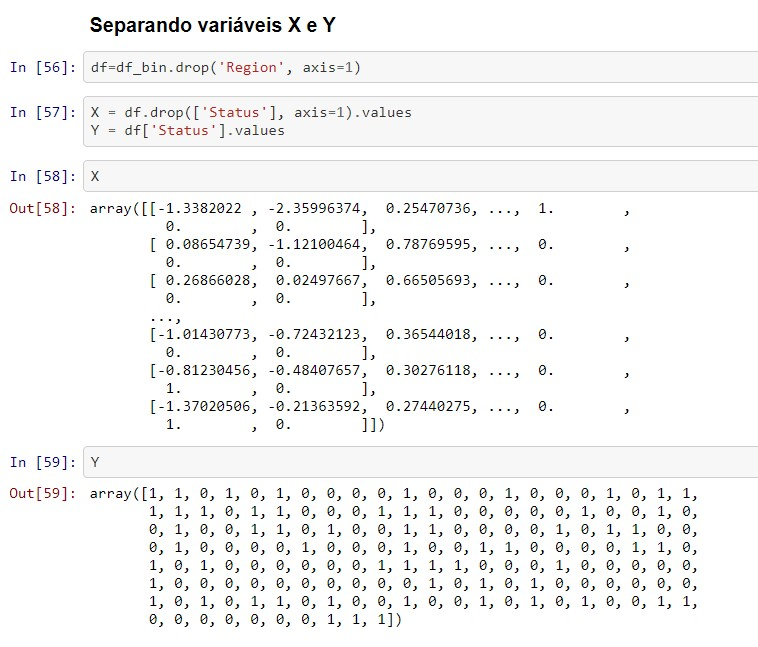 Separando variáveis X e Y
In [56]: df=df_bin.drop('Region', axis=1)
In [57]: X = df.drop(['Status'], axis=1).values
Y = df['Status'].values
In [58]: X
Out[58]: array([[-1.3382022 , -2.35996374,  0.25470736, ...,  1.        ,
         0.        ,  0.        ],
       [ 0.08654739, -1.12100464,  0.78769595, ...,  0.        ,
         0.        ,  0.        ],
       [ 0.26866028,  0.02497667,  0.66505693, ...,  0.        ,
         0.        ,  0.        ],
       ...,
       [-1.01430773, -0.72432123,  0.36544018, ...,  0.        ,
         0.        ,  0.        ],
       [-0.81230456, -0.48407657,  0.30276118, ...,  0.        ,
         1.        ,  0.        ],
       [-1.37020506, -0.21363592,  0.27440275, ...,  0.        ,
         1.        ,  0.        ]])
In [59]: Y
Out[59]: array([1, 1, 0, 1, 0, 1, 0, 0, 0, 0, 1, 0, 0, 0, 1, 0, 0, 0, 1, 0, 1, 1,
       1, 1, 1, 0, 1, 1, 0, 0, 0, 1, 1, 1, 0, 0, 0, 0, 0, 1, 0, 0, 1, 0,
       0, 1, 0, 0, 1, 1, 0, 1, 0, 0, 1, 1, 0, 0, 0, 0, 1, 0, 1, 1, 0, 0,
       0, 1, 0, 0, 0, 0, 1, 0, 0, 0, 1, 0, 0, 1, 1, 0, 0, 0, 0, 1, 1, 0,
       1, 0, 1, 0, 0, 0, 0, 0, 0, 1, 1, 1, 1, 0, 0, 0, 1, 0, 0, 0, 0, 0,
       1, 0, 0, 0, 0, 0, 0, 0, 0, 0, 0, 1, 0, 1, 0, 1, 0, 0, 0, 0, 0, 0,
       1, 0, 1, 0, 1, 1, 0, 1, 0, 0, 1, 0, 0, 1, 0, 1, 0, 1, 0, 0, 1, 1,
       0, 0, 0, 0, 0, 0, 0, 1, 1, 1])